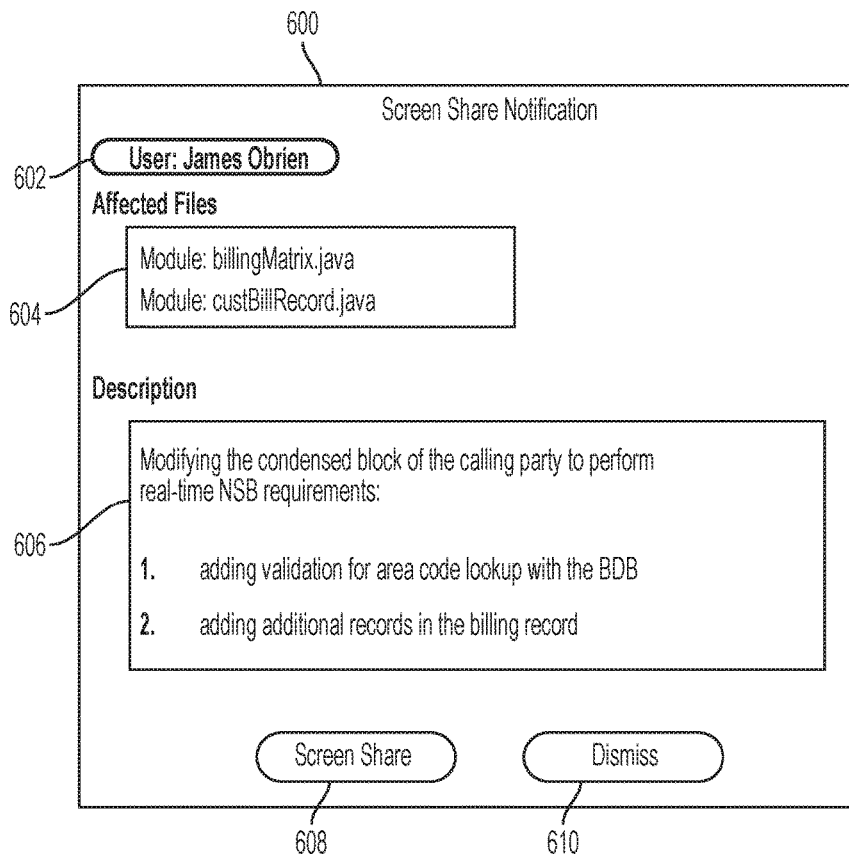 600
Screen Share Notification
User: James Obrien
602
Affected Files
Module: billingMatrix.java
Module: custBillRecord.java
604
Description
Modifying the condensed block of the calling party to perform
real-time NSB requirements:
606
1. adding validation for area code lookup with the BDB
2. adding additional records in the billing record
Screen Share Dismiss
608 610